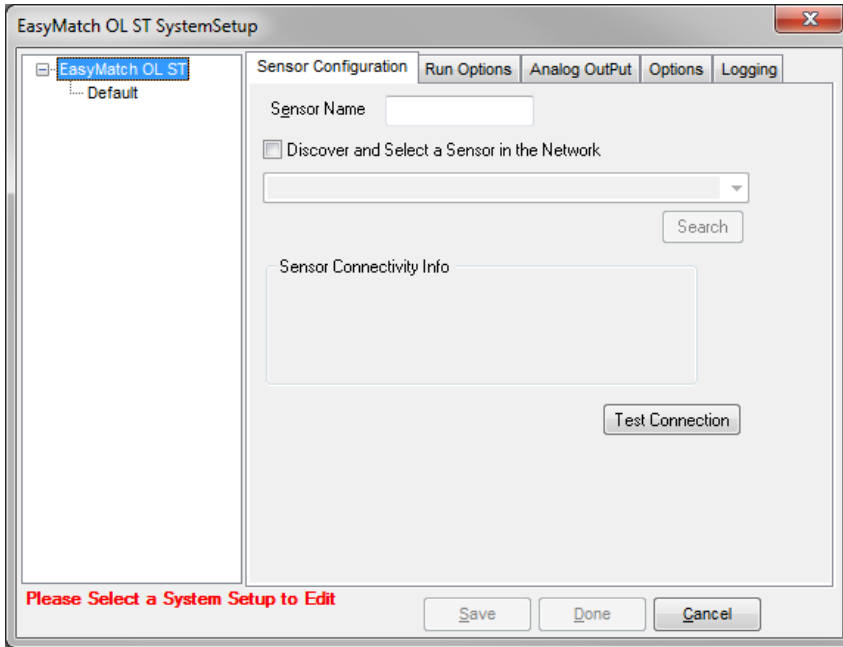 EasyMatch OL ST SystemSetup
EasyMatch OL ST
Default
Sensor Configuration Run Options Analog OutPut Options Logging
Sensor Name
Discover and Select a Sensor in the Network
Search
Sensor Connectivity Info
Test Connection
Please Select a System Setup to Edit
Save Done Cancel